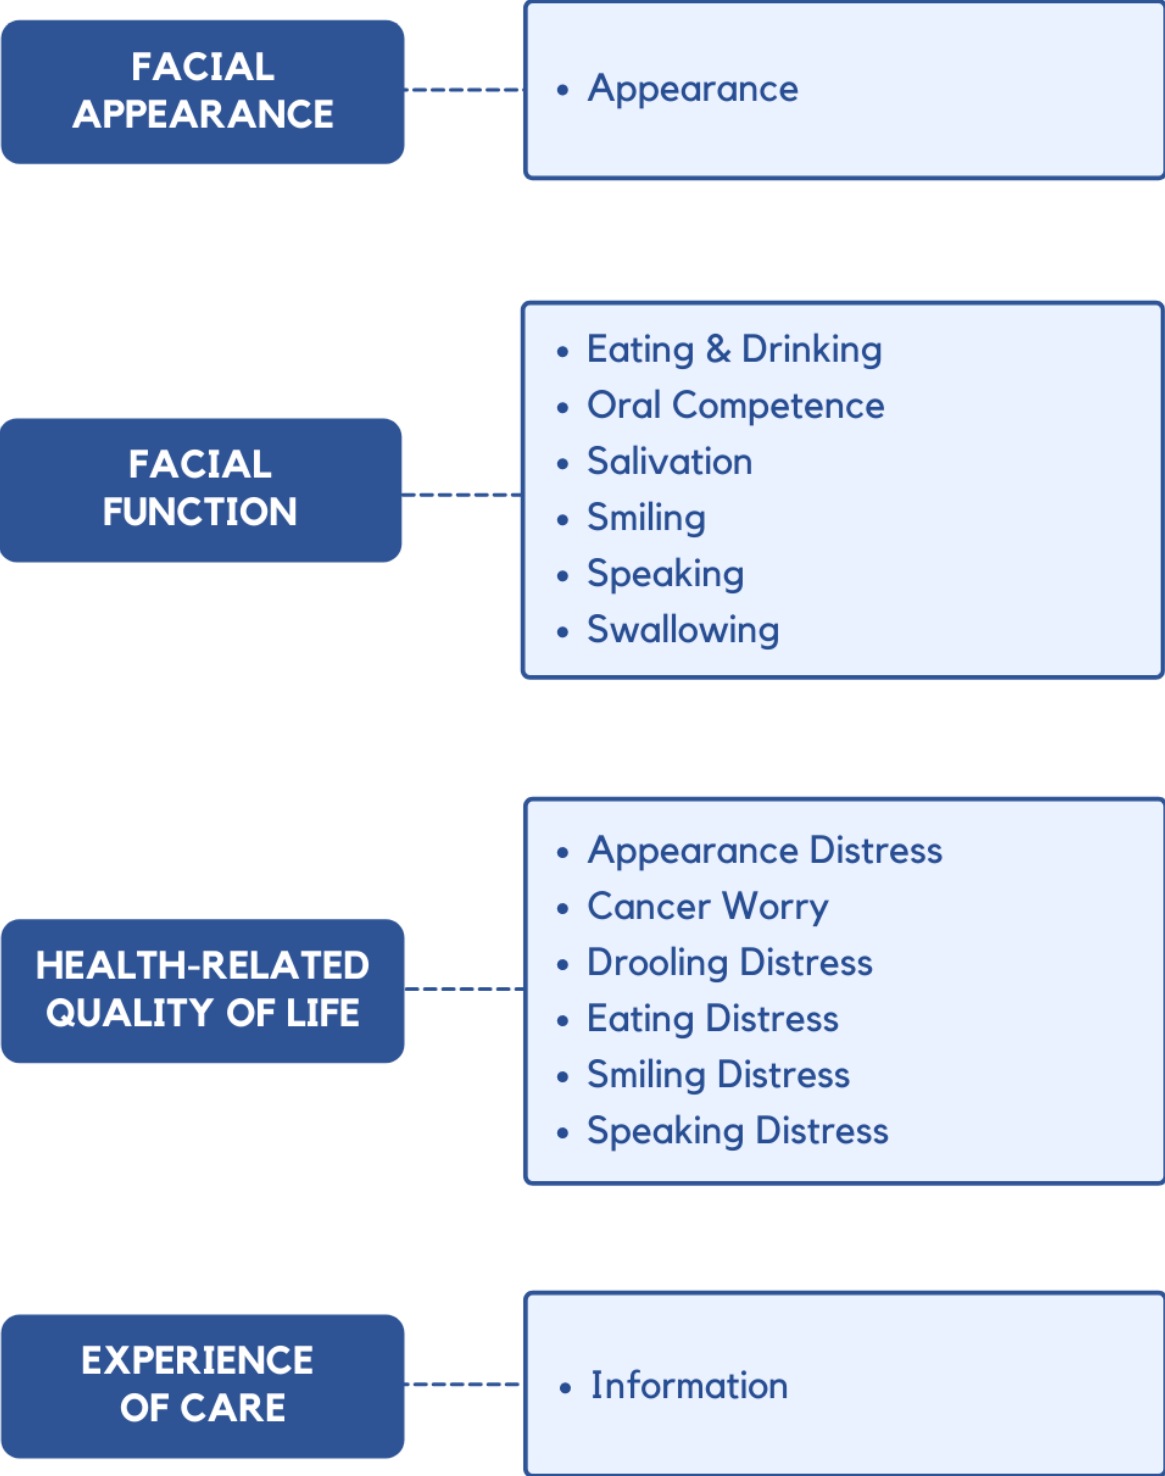 FACIAL
APPEARANCE
• Appearance
FACIAL
FUNCTION
• Eating & Drinking
• Oral Competence
• Salivation
• Smiling
• Speaking
• Swallowing
HEALTH-RELATED
QUALITY OF LIFE
• Appearance Distress
• Cancer Worry
• Drooling Distress
• Eating Distress
• Smiling Distress
• Speaking Distress
EXPERIENCE
OF CARE
• Information